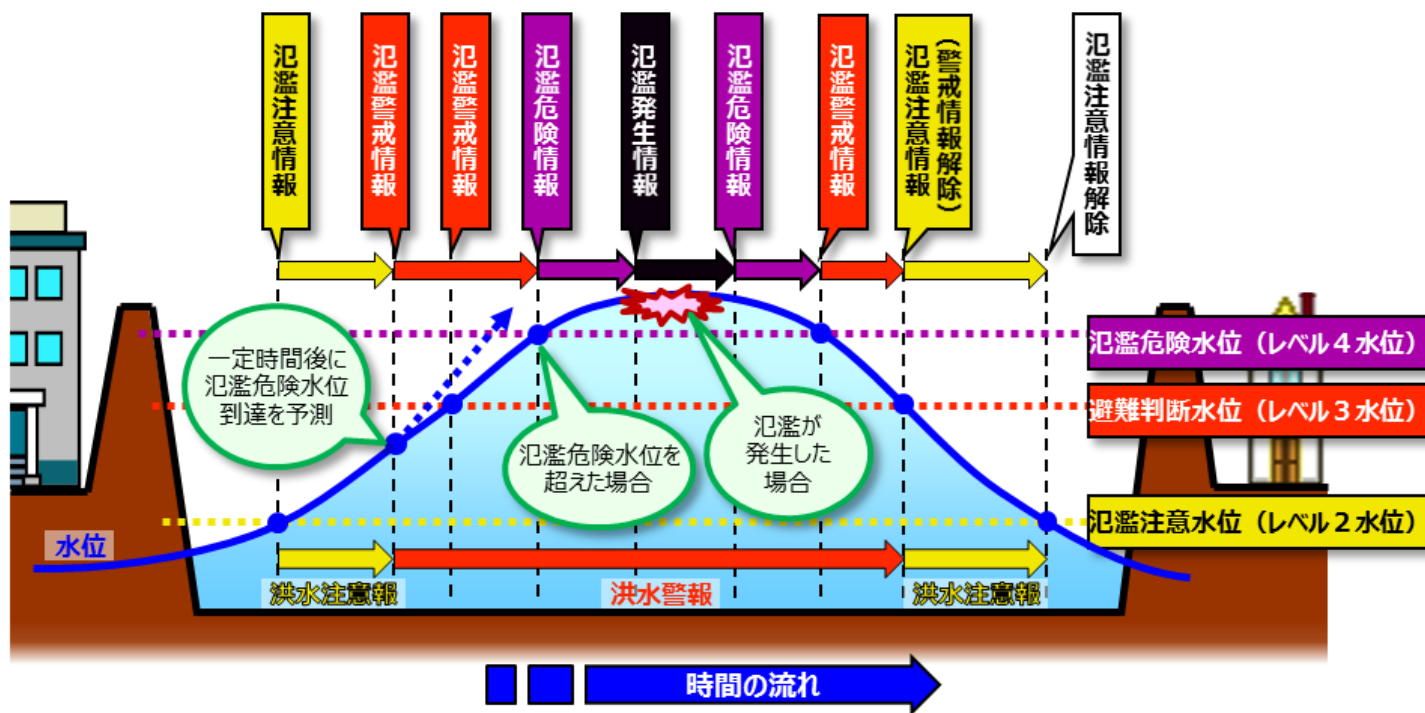 氾濫注意情報
氾濫警戒情報
氾濫警戒情報
氾濫危険情報
氾濫発生情報
氾濫危険情報
氾濫警戒情報
(警戒情報解除)
氾濫注意情報
氾濫注意情報解除
一定時間後に
氾濫危険水位
到達を予測
氾濫危険水位を
超えた場合
氾濫が
発生した
場合
氾濫危険水位(レベル4水位)
避難判断水位(レベル3水位)
氾濫注意水位(レベル2水位)
水位
洪水注意報
洪水警報
洪水注意報
時間の流れ